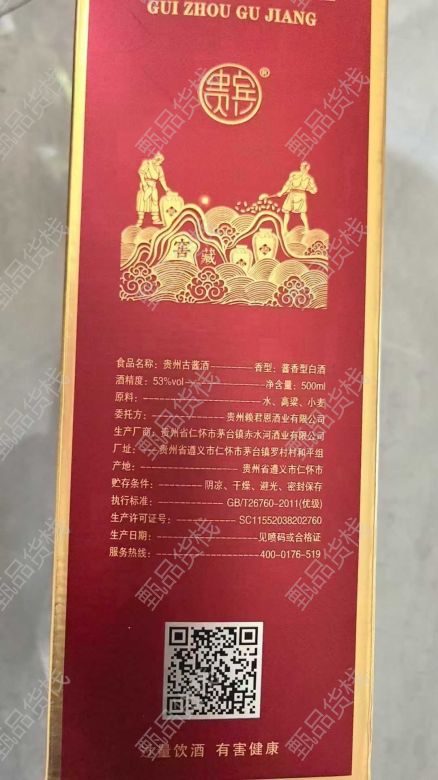 GUI ZHOU GU JIANG
贵宾®
窖藏
食品名称：贵州古酱酒----------香型：酱香型白酒
酒精度：53%vol----------净含量：500ml
原料：----------水、高粱、小麦
委托方：----------贵州赖君恩酒业有限公司
生产厂商：贵州省仁怀市茅台镇赤水河酒业有限公司
厂址：--贵州省遵义市仁怀市茅台镇罗村村和平组
产地：----------贵州省遵义市仁怀市
贮存条件：----------阴凉、干燥、避光、密封保存
执行标准：----------GB/T26760-2011(优级)
生产许可证号：----------SC11552038202760
生产日期：----------见喷码或合格证
服务热线：----------400-0176-519
过量饮酒 有害健康
甄品货栈